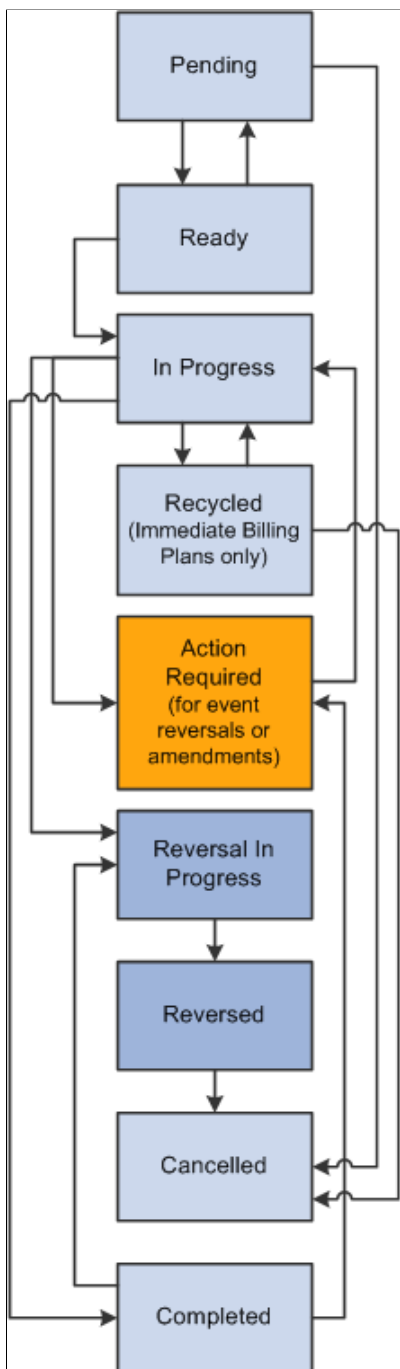 Pending
Ready
In Progress
Recycled
(Immediate Billing
Plans only)
Action
Required
(for event
reversals or
amendments)
Reversal In
Progress
Reversed
Cancelled
Completed